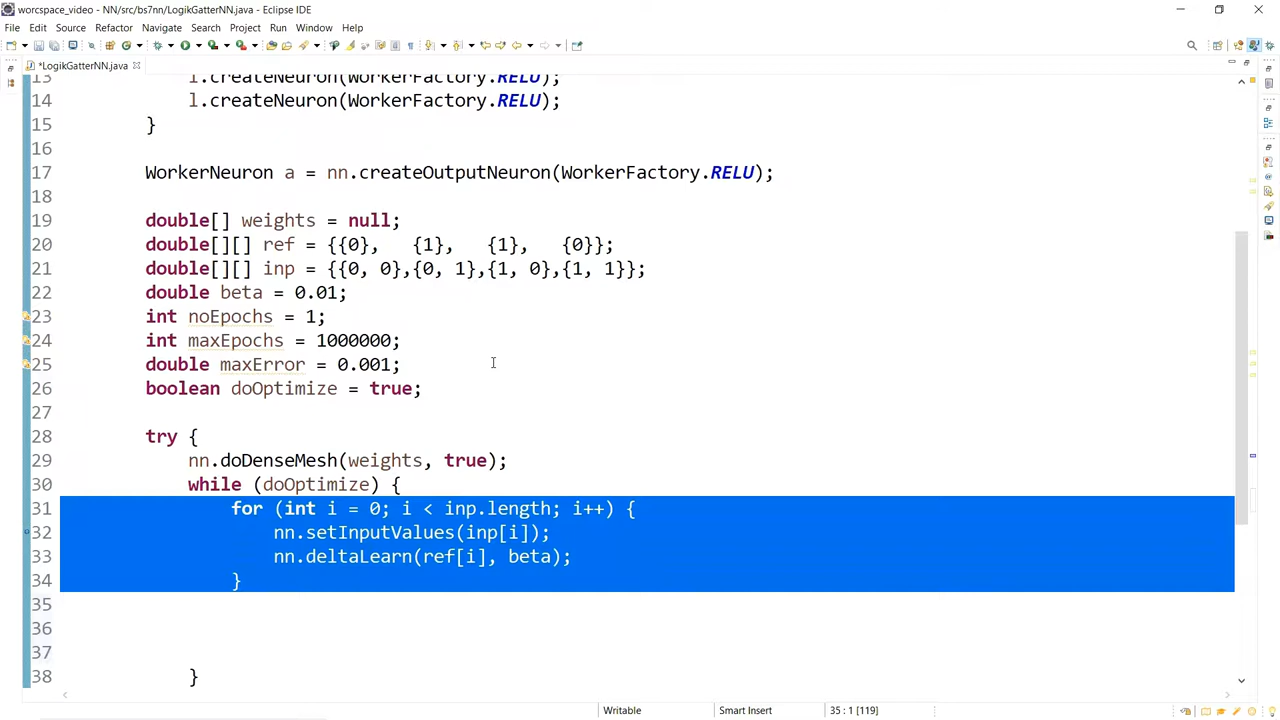 worcspace_video - NN/src/bs7nn/LogikGatterNN.java - Eclipse IDE
File Edit Source Refactor Navigate Search Project Run Window Help
*LogikGatterNN.java
13 l.createNeuron(WorkerFactory.RELU);
14 l.createNeuron(WorkerFactory.RELU);
15 }
16
17 WorkerNeuron a = nn.createOutputNeuron(WorkerFactory.RELU);
18
19 double[] weights = null;
20 double[][] ref = {{0}, {1}, {1}, {0}};
21 double[][] inp = {{0, 0},{0, 1},{1, 0},{1, 1}};
22 double beta = 0.01;
23 int noEpochs = 1;
24 int maxEpochs = 1000000;
25 double maxError = 0.001;
26 boolean doOptimize = true;
27
28 try {
29 nn.doDenseMesh(weights, true);
30 while (doOptimize) {
31 for (int i = 0; i < inp.length; i++) {
32 nn.setInputValues(inp[i]);
33 nn.deltaLearn(ref[i], beta);
34 }
35
36
37
38 }
Writable Smart Insert 35 : 1 [119]